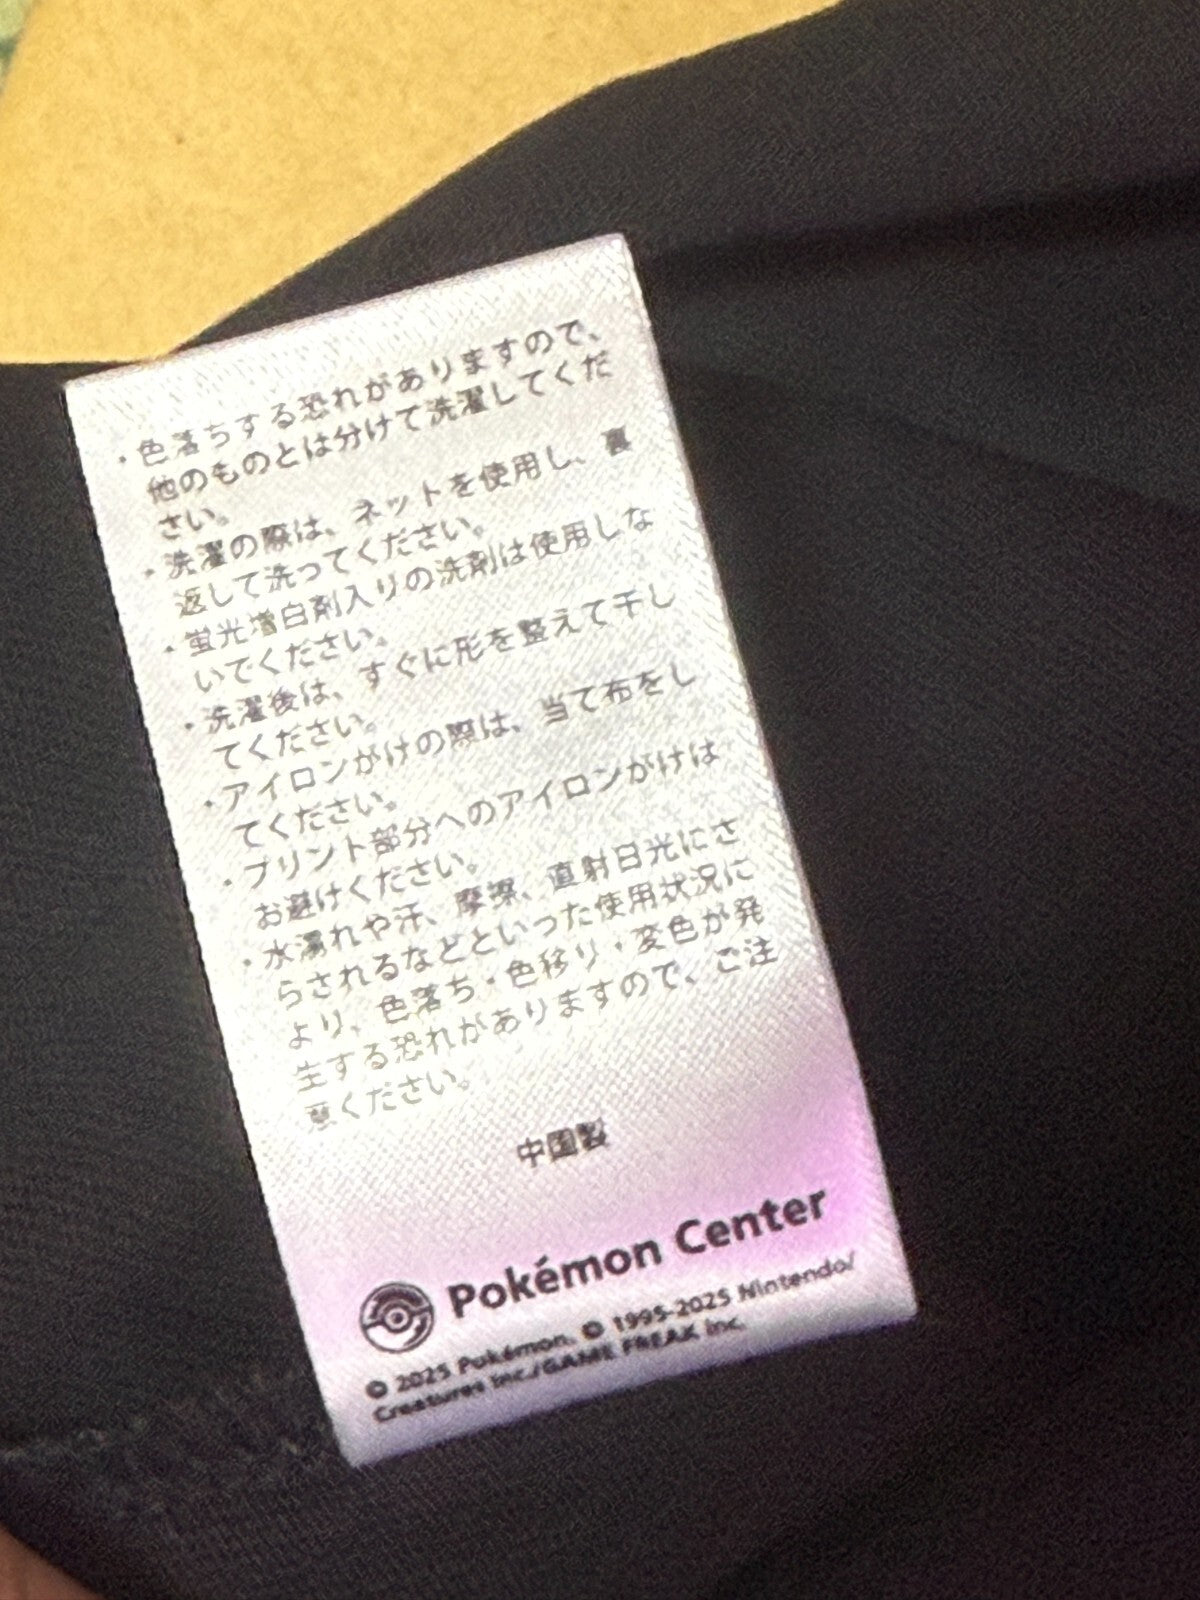 ・色落ちする恐れがありますので、
他のものとは分けて洗濯してくだ
さい。
・洗濯の際は、ネットを使用し、裏
返して洗ってください。
・蛍光増白剤入りの洗剤は使用しな
いでください。
・洗濯後は、すぐに形を整えて干し
てください。
・アイロンがけの際は、当て布をし
てください。
・プリント部分へのアイロンがけは
お避けください。
・水濡れや汗、摩擦、直射日光にさ
らされるなどといった使用状況に
より、色落ち・色移り・変色が発
生する恐れがありますので、ご注
意ください。
中国製
Pokémon Center
© 2025 Pokémon. © 1995-2025 Nintendo/
Creatures Inc./GAME FREAK inc.